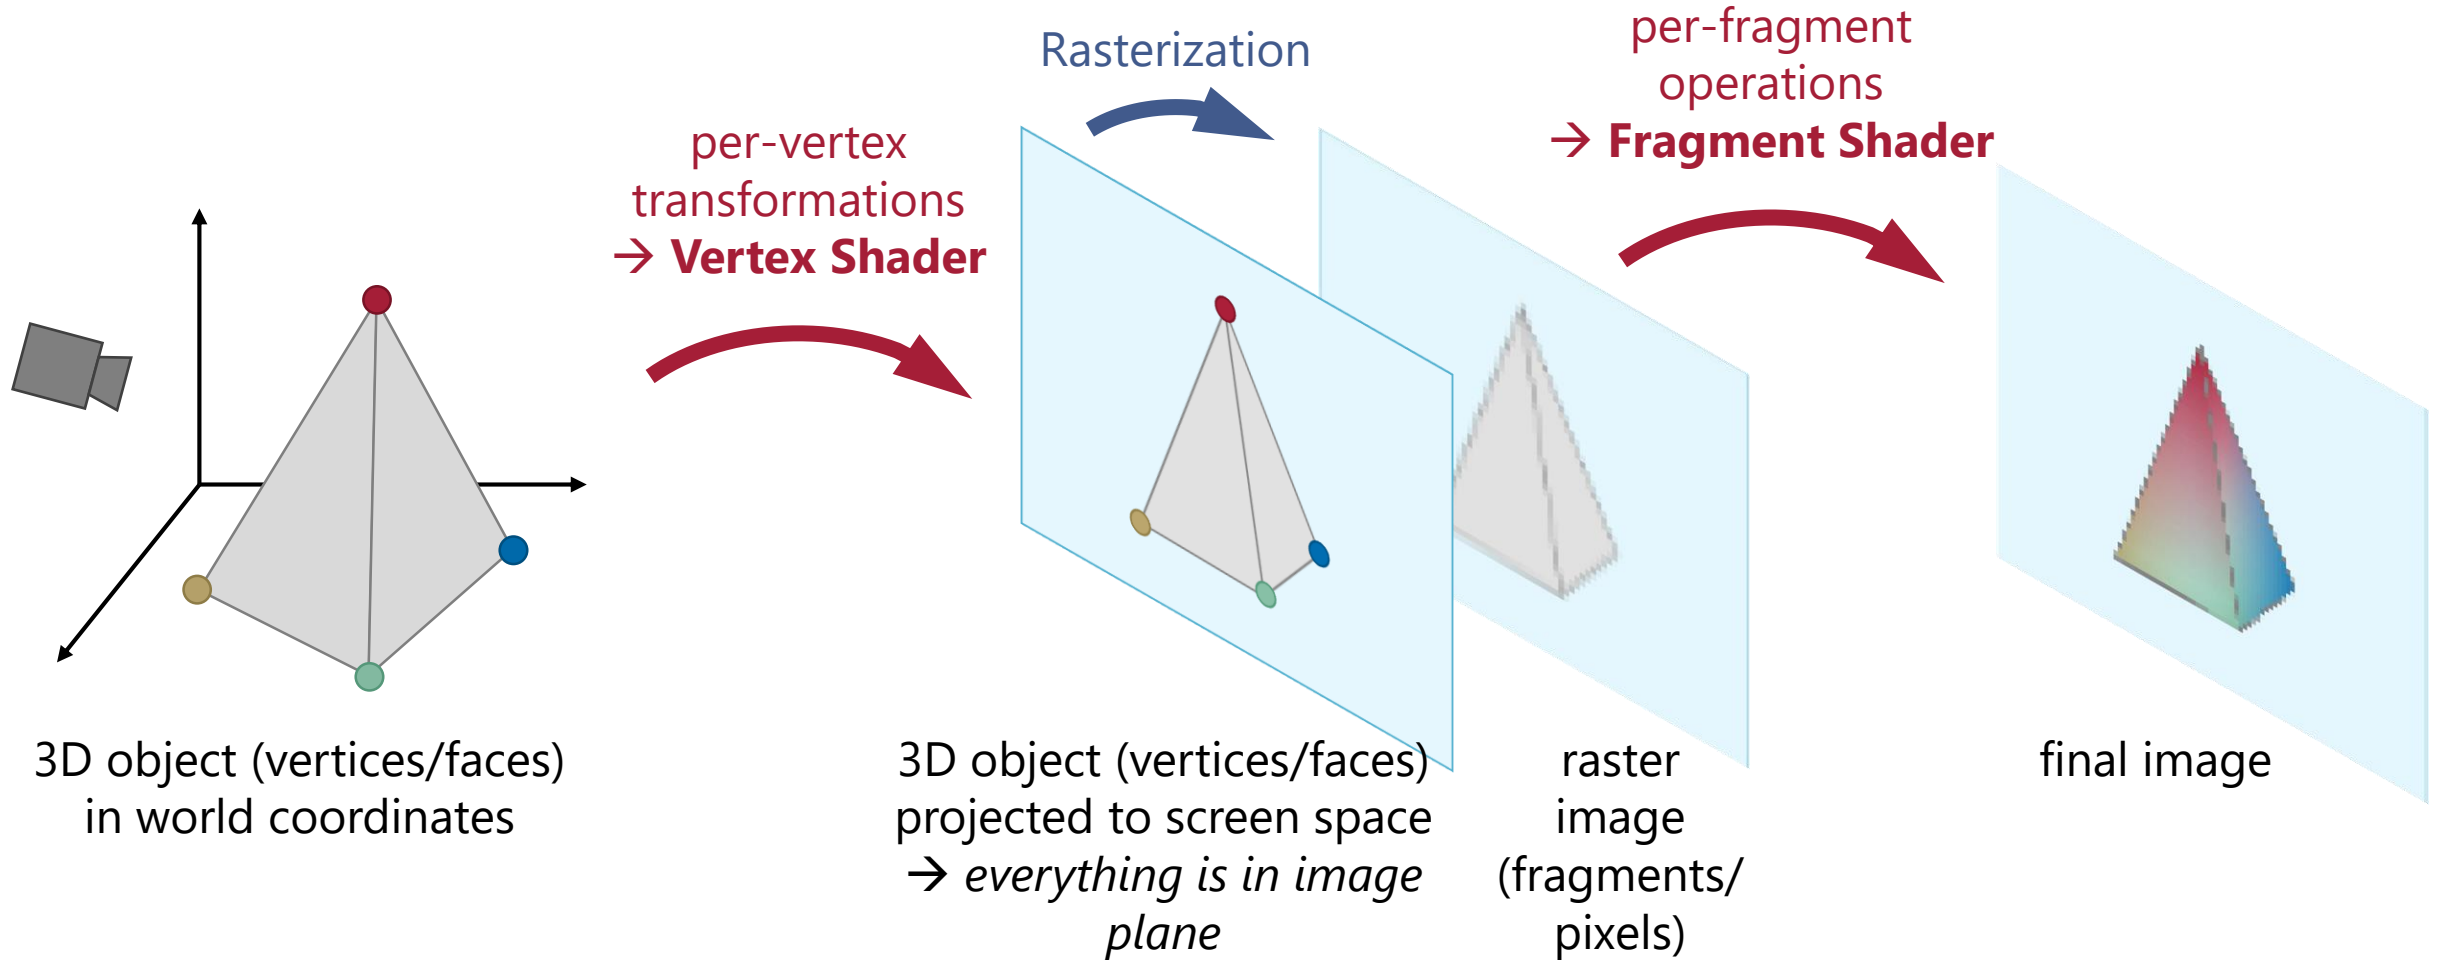 Rasterization
per-fragment
operations
→ Fragment Shader
per-vertex
transformations
→ Vertex Shader
3D object (vertices/faces)
in world coordinates
3D object (vertices/faces)
projected to screen space
→ everything is in image
plane
raster
image
(fragments/
pixels)
final image